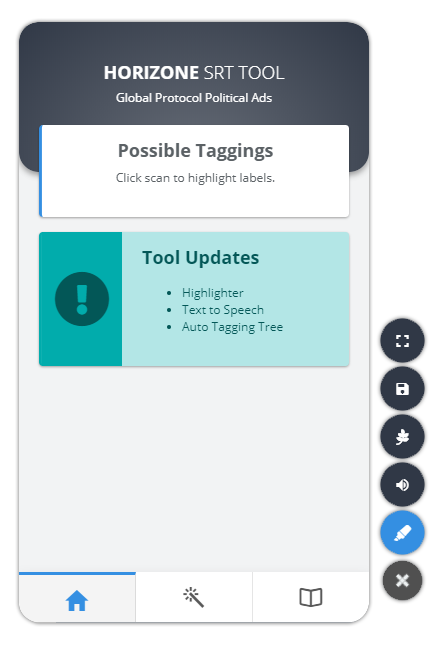 HORIZONE SRT TOOL
Global Protocol Political Ads
Possible Taggings
Click scan to highlight labels.
Tool Updates
Highlighter
Text to Speech
Auto Tagging Tree